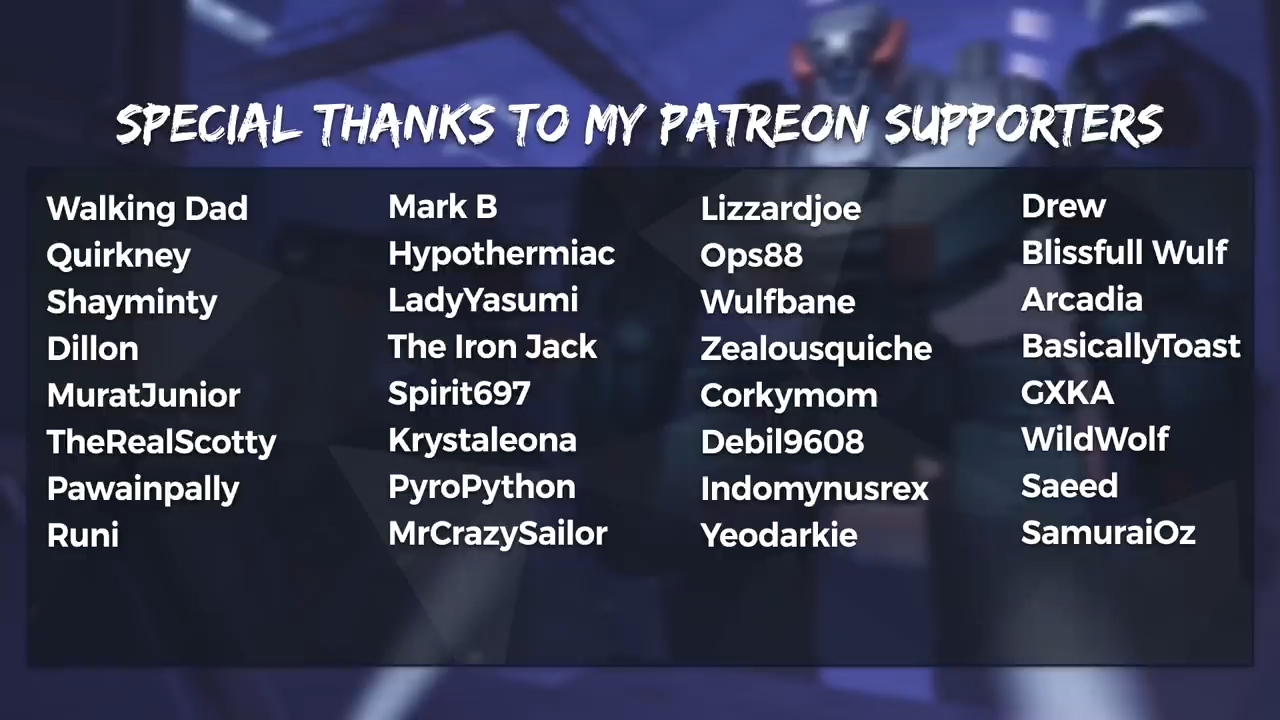 SPECIAL THANKS TO MY PATREON SUPPORTERS
Walking Dad
Quirkney
Shayminty
Dillon
MuratJunior
TheRealScotty
Pawainpally
Runi
Mark B
Hypothermiac
LadyYasumi
The Iron Jack
Spirit697
Krystaleona
PyroPython
MrCrazySailor
Lizzardjoe
Ops88
Wulfbane
Zealousquiche
Corkymom
Debil9608
Indomynusrex
Yeodarkie
Drew
Blissfull Wulf
Arcadia
BasicallyToast
GXKA
WildWolf
Saeed
SamuraiOz